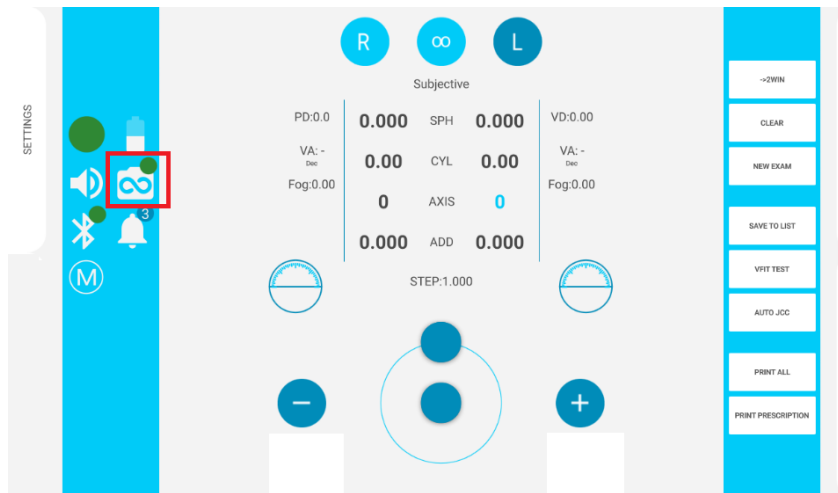 SETTINGS
3
M
R ∞ L
Subjective
PD:0.0 0.000 SPH 0.000 VD:0.00
VA: - 0.00 CYL 0.00 VA: -
Dec Dec
Fog:0.00 0 AXIS 0 Fog:0.00
0.000 ADD 0.000
STEP:1.000
− +
->2WIN
CLEAR
NEW EXAM
SAVE TO LIST
VFIT TEST
AUTO JCC
PRINT ALL
PRINT PRESCRIPTION